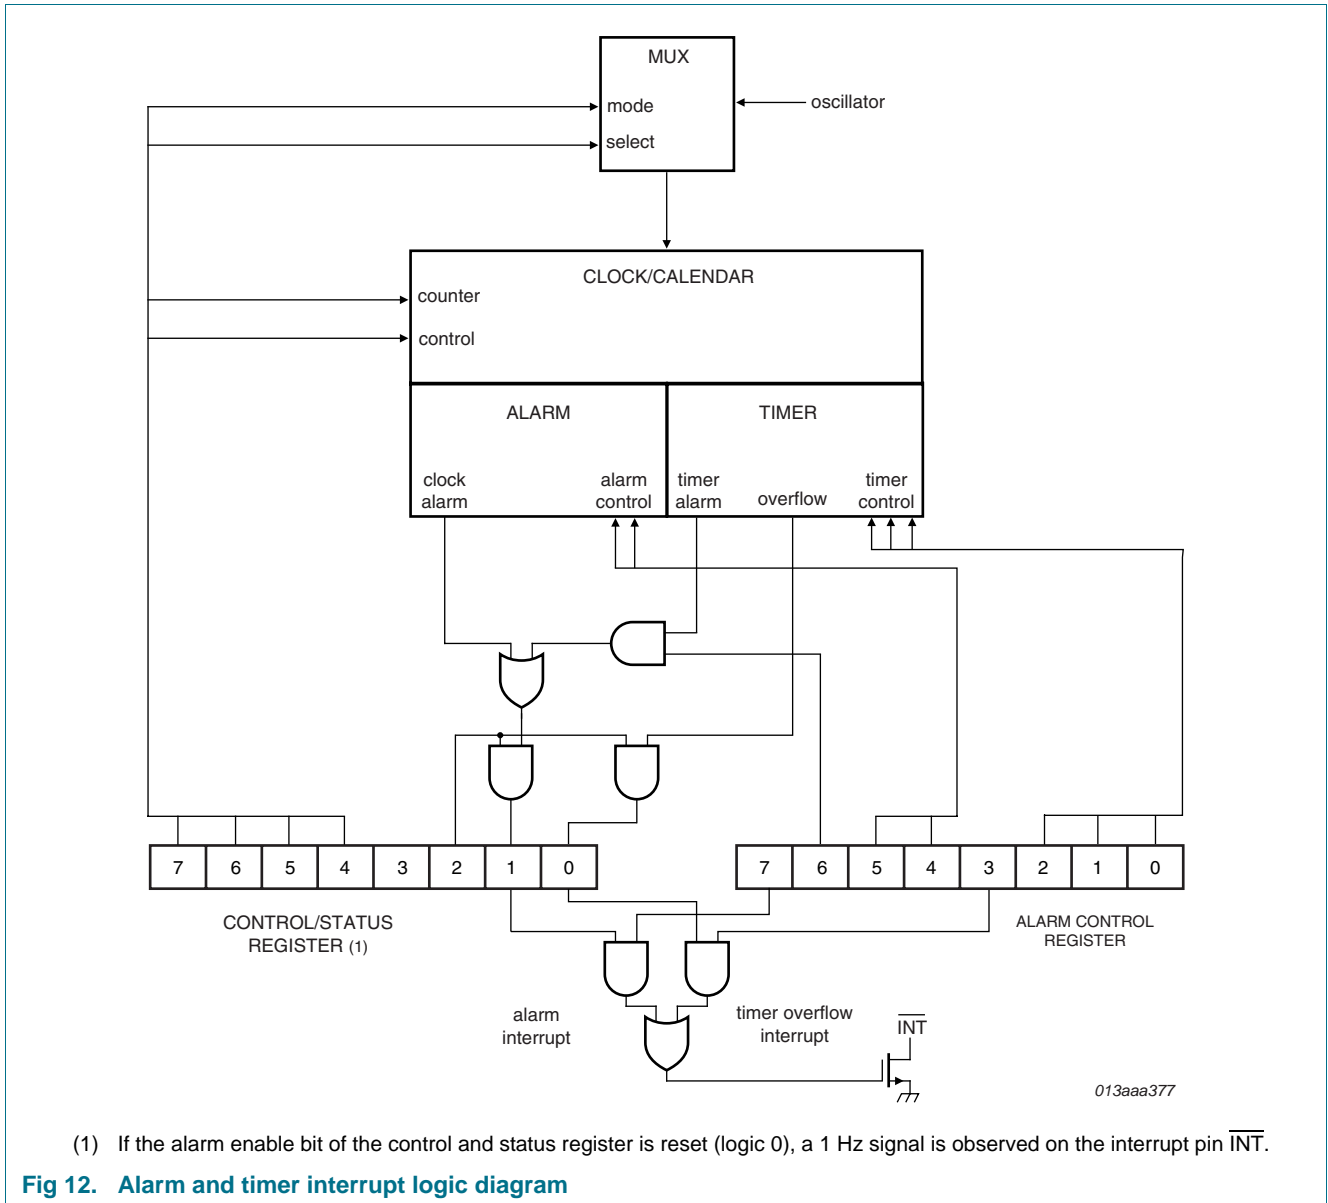 MUX
mode
oscillator
select
CLOCK/CALENDAR
counter
control
ALARM
TIMER
clock
alarm
alarm
control
timer
alarm
overflow
timer
control
7 6 5 4 3 2 1 0
7 6 5 4 3 2 1 0
CONTROL/STATUS
REGISTER (1)
ALARM CONTROL
REGISTER
alarm
interrupt
timer overflow
interrupt
INT
013aaa377
(1) If the alarm enable bit of the control and status register is reset (logic 0), a 1 Hz signal is observed on the interrupt pin INT.
Fig 12. Alarm and timer interrupt logic diagram